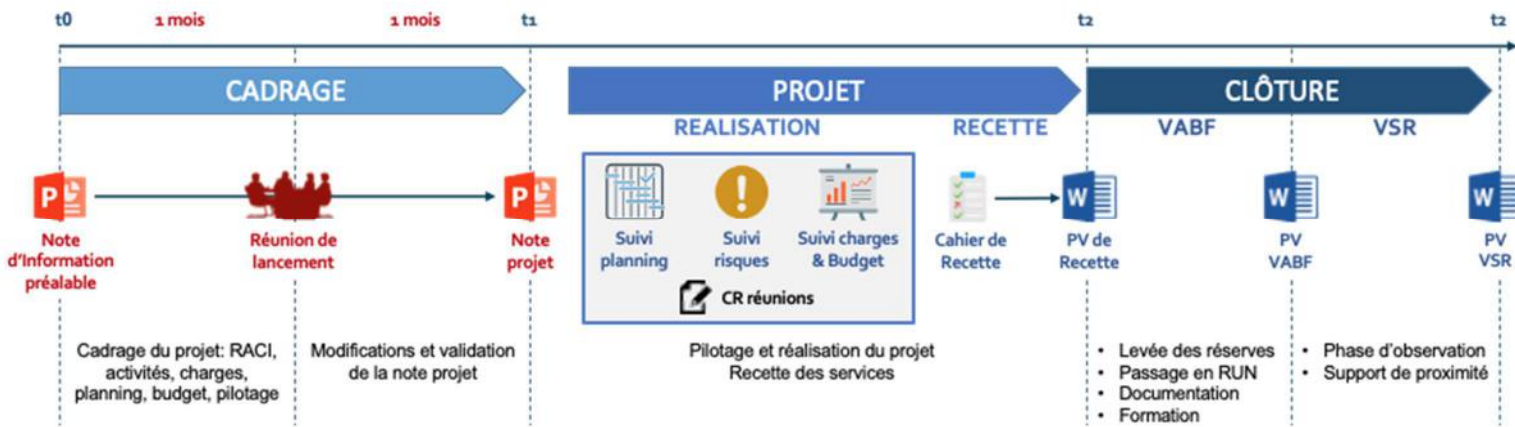 t0 1 mois 1 mois t1 t2 t2
CADRAGE PROJET CLÔTURE
REALISATION RECETTE VABF VSR
P P W W W
Note
d'Information
préalable
Réunion de
lancement
Note
projet
Suivi
planning
Suivi
risques
Suivi charges
& Budget
CR réunions
Cahier de
Recette
PV de
Recette
PV
VABF
PV
VSR
Cadrage du projet: RACI,
activités, charges,
planning, budget, pilotage
Modifications et validation
de la note projet
Pilotage et réalisation du projet
Recette des services
• Levée des réserves
• Passage en RUN
• Documentation
• Formation
• Phase d'observation
• Support de proximité